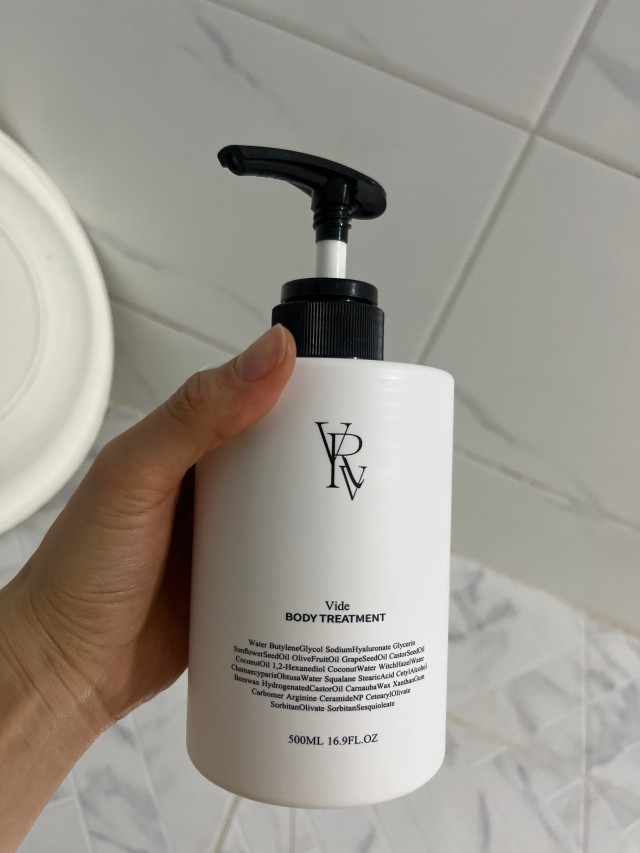 VRV
Vide
BODY TREATMENT
Water ButyleneGlycol SodiumHyaluronate Glycerin
SunflowerSeedOil OliveFruitOil GrapeSeedOil CastorSeedOil
CoconutOil 1,2-Hexanediol CoconutWater WitchHazelWater
ChamaecyparisObtusaWater Squalane StearicAcid CetylAlcohol
Beeswax HydrogenatedCastorOil CarnaubaWax XanthanGum
Carbomer Arginine CeramideNP CetearylOlivate
SorbitanOlivate SorbitanSesquioleate
500ML 16.9FL.OZ